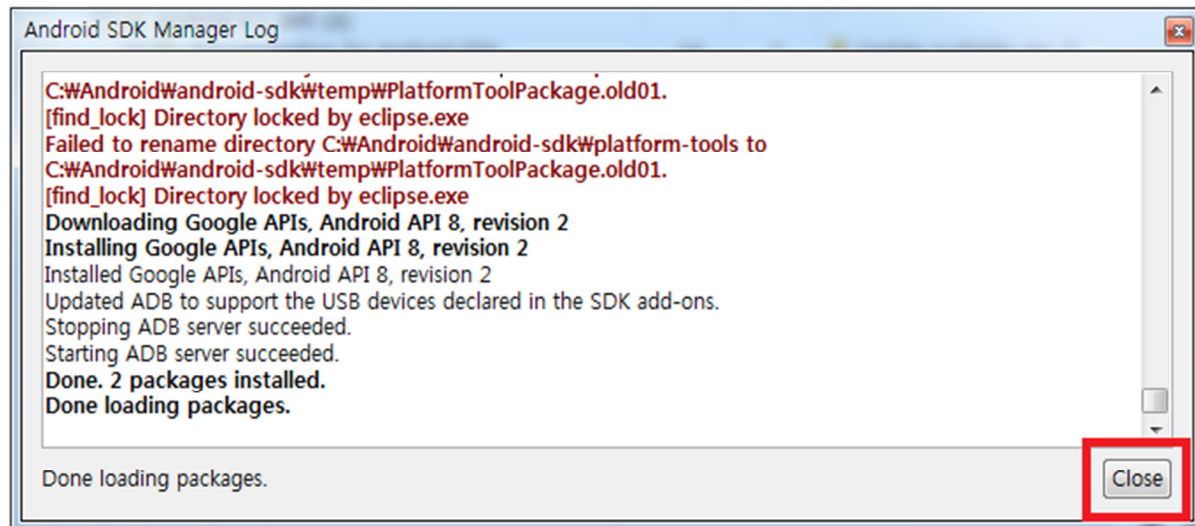 Android SDK Manager Log
C:₩Android₩android-sdk₩temp₩PlatformToolPackage.old01.
[find_lock] Directory locked by eclipse.exe
Failed to rename directory C:₩Android₩android-sdk₩platform-tools to
C:₩Android₩android-sdk₩temp₩PlatformToolPackage.old01.
[find_lock] Directory locked by eclipse.exe
Downloading Google APIs, Android API 8, revision 2
Installing Google APIs, Android API 8, revision 2
Installed Google APIs, Android API 8, revision 2
Updated ADB to support the USB devices declared in the SDK add-ons.
Stopping ADB server succeeded.
Starting ADB server succeeded.
Done. 2 packages installed.
Done loading packages.
Done loading packages.
Close